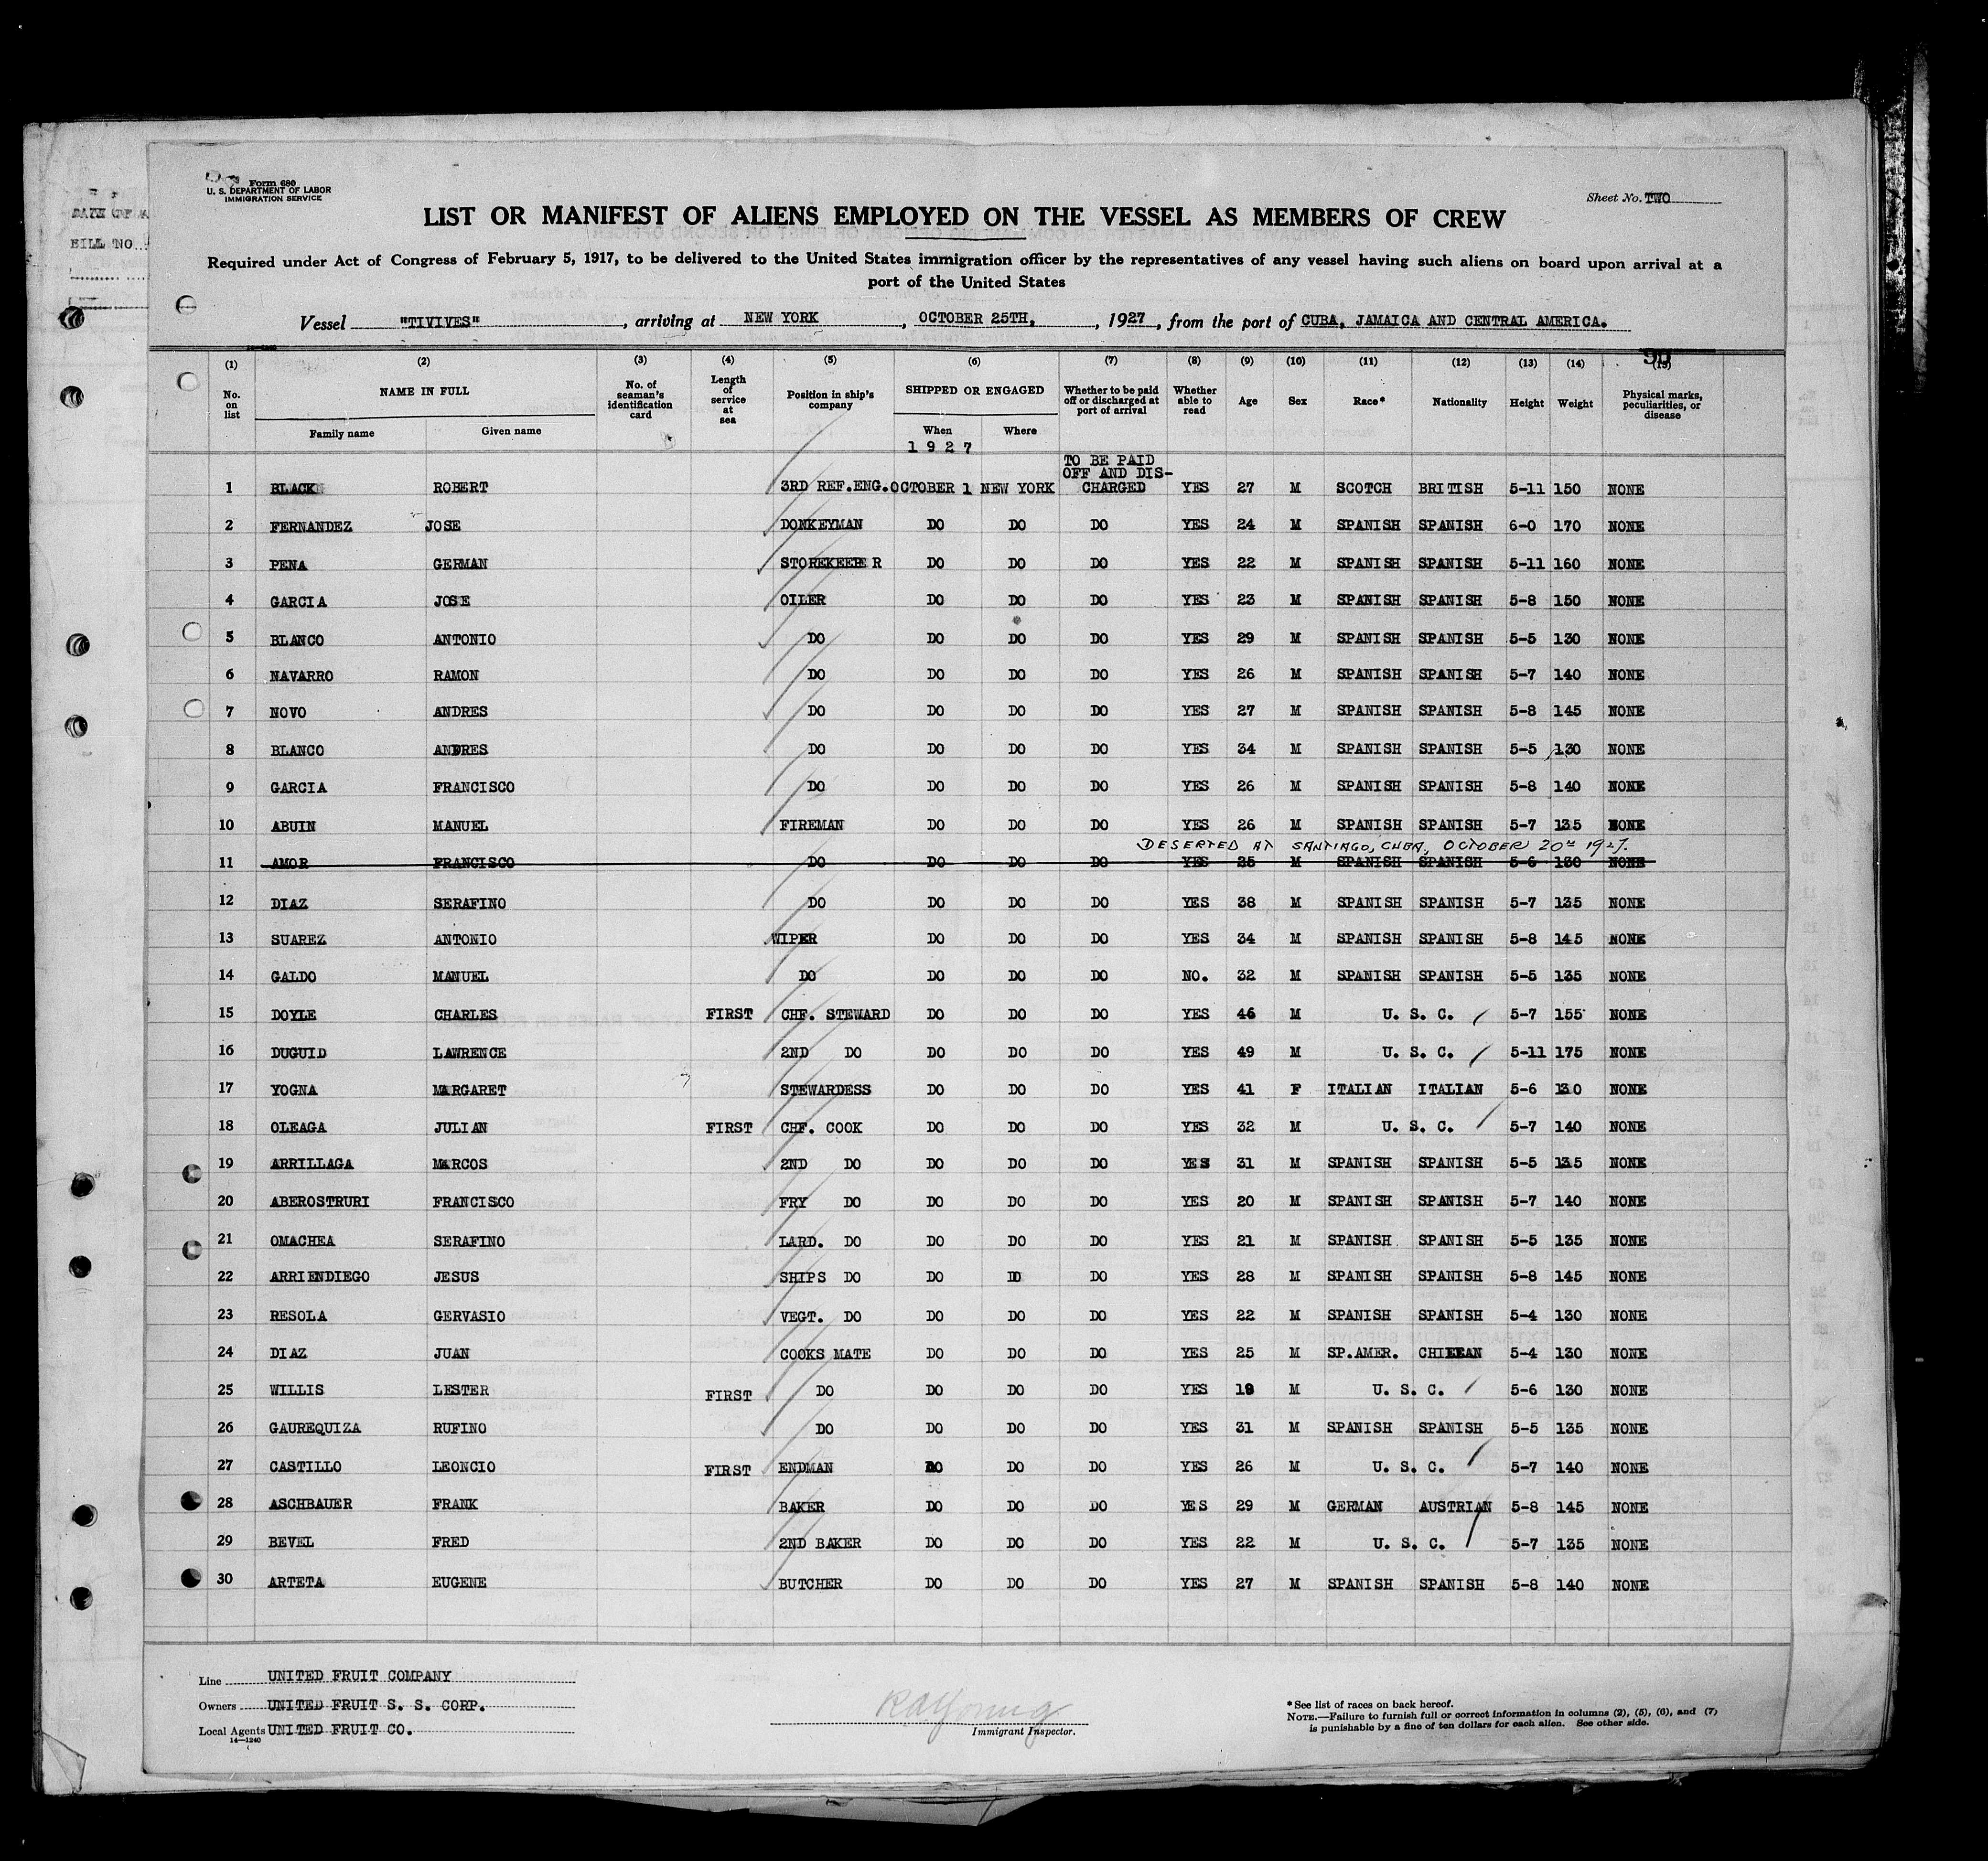 Form 680
U. S. DEPARTMENT OF LABOR
IMMIGRATION SERVICE
Sheet No. TWO
BILL NO
LIST OR MANIFEST OF ALIENS EMPLOYED ON THE VESSEL AS MEMBERS OF CREW
Required under Act of Congress of February 5, 1917, to be delivered to the United States immigration officer by the representatives of any vessel having such aliens on board upon arrival at a
port of the United States
Vessel "TIVIVES", arriving at NEW YORK, OCTOBER 25TH, 1927, from the port of CUBA, JAMAICA AND CENTRAL AMERICA.
(1) (2) (3) (4) (5) (6) (7) (8) (9) (10) (11) (12) (13) (14) (15)
No. on list NAME IN FULL Family name Given name No. of seaman's identification card Length of service at sea Position in ship's company SHIPPED OR ENGAGED When Where Whether to be paid off or discharged at port of arrival Whether able to read Age Sex Race* Nationality Height Weight Physical marks, peculiarities, or disease
1927
TO BE PAID
OFF AND DIS-
1 BLACK ROBERT 3RD REF.ENG. OCTOBER 1 NEW YORK CHARGED YES 27 M SCOTCH BRITISH 5-11 150 NONE
2 FERNANDEZ JOSE DONKEYMAN DO DO DO YES 24 M SPANISH SPANISH 6-0 170 NONE
3 PENA GERMAN STOREKEEPER DO DO DO YES 22 M SPANISH SPANISH 5-11 160 NONE
4 GARCIA JOSE OILER DO DO DO YES 23 M SPANISH SPANISH 5-8 150 NONE
5 BLANCO ANTONIO DO DO DO DO YES 29 M SPANISH SPANISH 5-5 130 NONE
6 NAVARRO RAMON DO DO DO DO YES 26 M SPANISH SPANISH 5-7 140 NONE
7 NOVO ANDRES DO DO DO DO YES 27 M SPANISH SPANISH 5-8 145 NONE
8 BLANCO ANDRES DO DO DO DO YES 34 M SPANISH SPANISH 5-5 130 NONE
9 GARCIA FRANCISCO DO DO DO DO YES 26 M SPANISH SPANISH 5-8 140 NONE
10 ABUIN MANUEL FIREMAN DO DO DO YES 26 M SPANISH SPANISH 5-7 135 NONE
DESERTED AT SANTIAGO, CUBA, OCTOBER 20TH 1927.
11 AMOR FRANCISCO DO DO DO DO YES 25 M SPANISH SPANISH 5-6 130 NONE
12 DIAZ SERAFINO DO DO DO DO YES 38 M SPANISH SPANISH 5-7 135 NONE
13 SUAREZ ANTONIO WIPER DO DO DO YES 34 M SPANISH SPANISH 5-8 145 NONE
14 GALDO MANUEL DO DO DO DO NO. 32 M SPANISH SPANISH 5-5 135 NONE
15 DOYLE CHARLES FIRST CHF. STEWARD DO DO DO YES 46 M U. S. C. 5-7 155 NONE
16 DUGUID LAWRENCE 2ND DO DO DO DO YES 49 M U. S. C. 5-11 175 NONE
17 YOGNA MARGARET STEWARDESS DO DO DO YES 41 F ITALIAN ITALIAN 5-6 130 NONE
18 OLEAGA JULIAN FIRST CHF. COOK DO DO DO YES 32 M U. S. C. 5-7 140 NONE
19 ARRILLAGA MARCOS 2ND DO DO DO DO YES 31 M SPANISH SPANISH 5-5 135 NONE
20 ABEROSTRURI FRANCISCO FRY DO DO DO DO YES 20 M SPANISH SPANISH 5-7 140 NONE
21 OMACHEA SERAFINO LARD. DO DO DO DO YES 21 M SPANISH SPANISH 5-5 135 NONE
22 ARRIENDIEGO JESUS SHIPS DO DO D DO YES 28 M SPANISH SPANISH 5-8 145 NONE
23 RESOLA GERVASIO VEGT. DO DO DO DO YES 22 M SPANISH SPANISH 5-4 130 NONE
24 DIAZ JUAN COOKS MATE DO DO DO YES 25 M SP.AMER. CHILEAN 5-4 130 NONE
25 WILLIS LESTER FIRST DO DO DO DO YES 18 M U. S. C. 5-6 130 NONE
26 GAUREQUIZA RUFINO DO DO DO DO YES 31 M SPANISH SPANISH 5-5 135 NONE
27 CASTILLO LEONCIO FIRST ENDMAN DO DO DO YES 26 M U. S. C. 5-7 140 NONE
28 ASCHBAUER FRANK BAKER DO DO DO YES 29 M GERMAN AUSTRIAN 5-8 145 NONE
29 BEVEL FRED 2ND BAKER DO DO DO YES 22 M U. S. C. 5-7 135 NONE
30 ARTETA EUGENE BUTCHER DO DO DO YES 27 M SPANISH SPANISH 5-8 140 NONE
Line UNITED FRUIT COMPANY
Owners UNITED FRUIT S. S. CORP.
Local Agents UNITED FRUIT CO.
14—1240
Immigrant Inspector.
*See list of races on back hereof.
NOTE.—Failure to furnish full or correct information in columns (2), (5), (6), and (7)
is punishable by a fine of ten dollars for each alien. See other side.